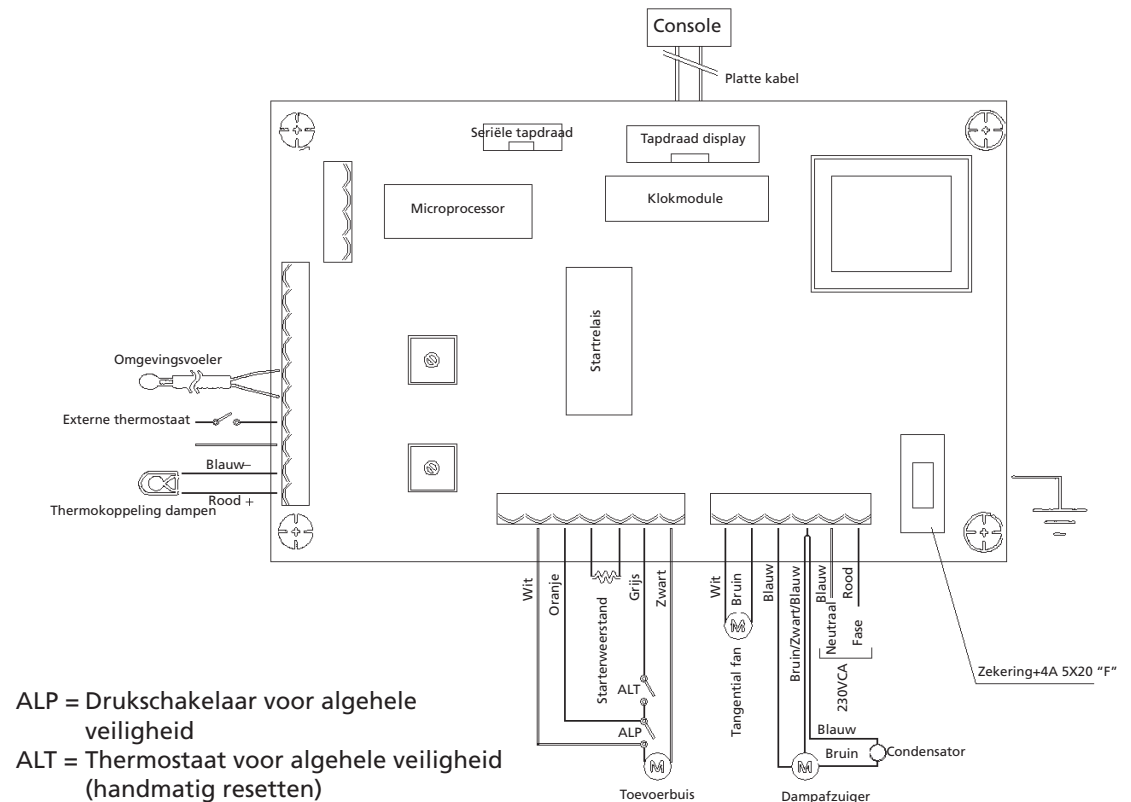 Console
Platte kabel
Seriële tapdraad
Tapdraad display
Microprocessor
Klokmodule
Startrelais
Omgevingsvoeler
Externe thermostaat
Blauw–
Rood +
Thermokoppeling dampen
Wit
Oranje
Starterweerstand
Grijs
Zwart
Wit
Bruin
Blauw
Bruin/Zwart/Blauw
Blauw
Rood
Neutraal
Fase
230VCA
Tangential fan
M
Zekering+4A 5X20 “F”
ALT
ALP
Blauw
Bruin
Condensator
M
M
Toevoerbuis
Dampafzuiger
ALP = Drukschakelaar voor algehele
veiligheid
ALT = Thermostaat voor algehele veiligheid
(handmatig resetten)